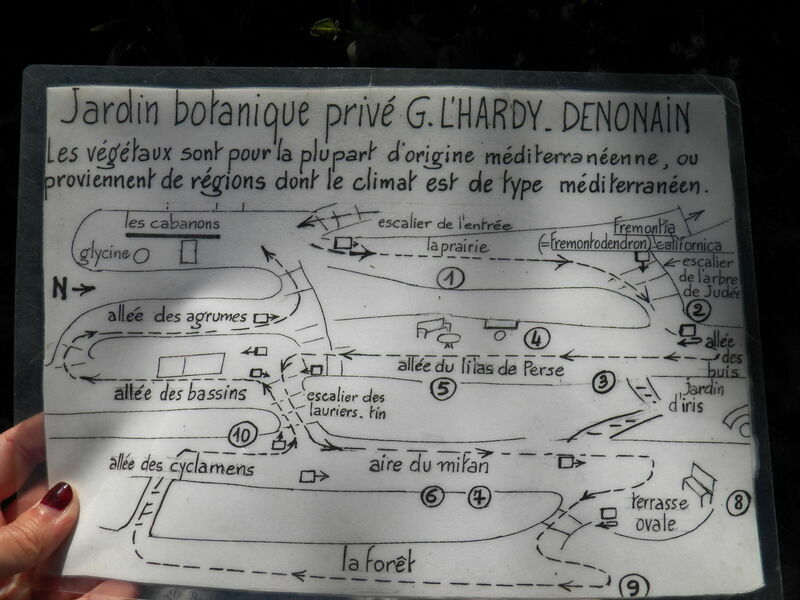 Jardin botanique privé G. L'HARDY_ DENONAIN
Les végétaux sont pour la plupart d'origine méditerranéenne, ou
proviennent de régions dont le climat est de type méditerranéen.
les cabanons
escalier de l'entrée
Fremontia
(=Fremontodendron) californica
glycine
la prairie
escalier
de l'arbre
de Judée
N
1
2
allée des agrumes
4
allée
des
buis
allée du lilas de Perse
3
allée des bassins
5
jardin
d'iris
escalier des
lauriers_tin
10
allée des cyclamens
aire du mitan
6
7
8
terrasse
ovale
la forêt
9